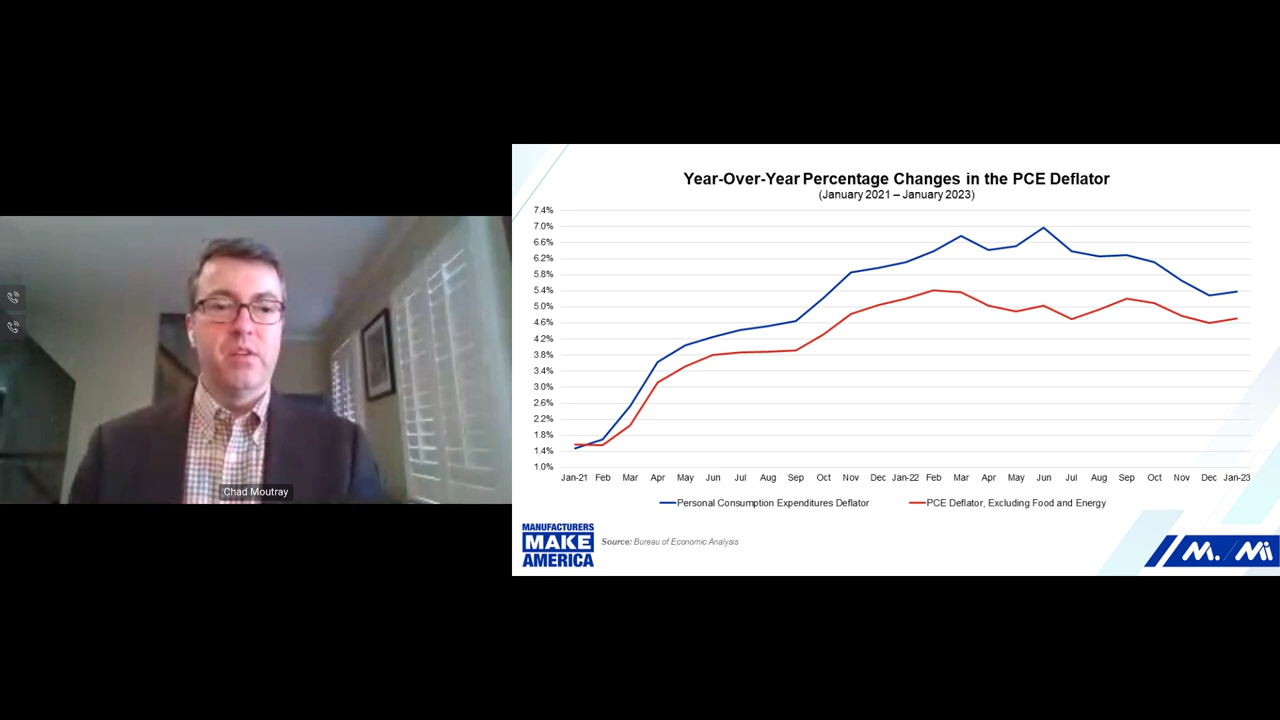 Chad Moutray
Year-Over-Year Percentage Changes in the PCE Deflator
(January 2021 – January 2023)
7.4%
7.0%
6.6%
6.2%
5.8%
5.4%
5.0%
4.6%
4.2%
3.8%
3.4%
3.0%
2.6%
2.2%
1.8%
1.4%
1.0%
Jan-21 Feb Mar Apr May Jun Jul Aug Sep Oct Nov Dec Jan-22 Feb Mar Apr May Jun Jul Aug Sep Oct Nov Dec Jan-23
Personal Consumption Expenditures Deflator PCE Deflator, Excluding Food and Energy
MANUFACTURERS
MAKE
AMERICA
Source: Bureau of Economic Analysis
M. / Mi